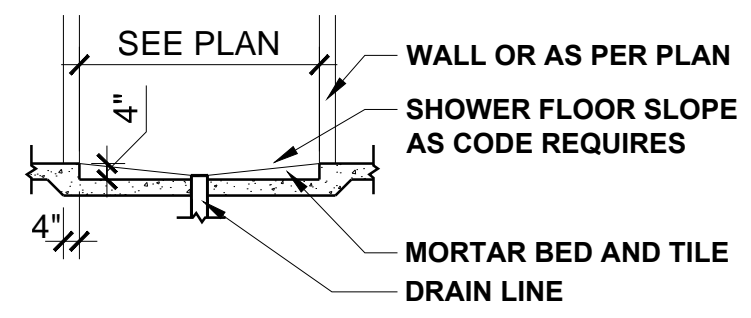 SEE PLAN
WALL OR AS PER PLAN
4"
SHOWER FLOOR SLOPE
AS CODE REQUIRES
4"
MORTAR BED AND TILE
DRAIN LINE